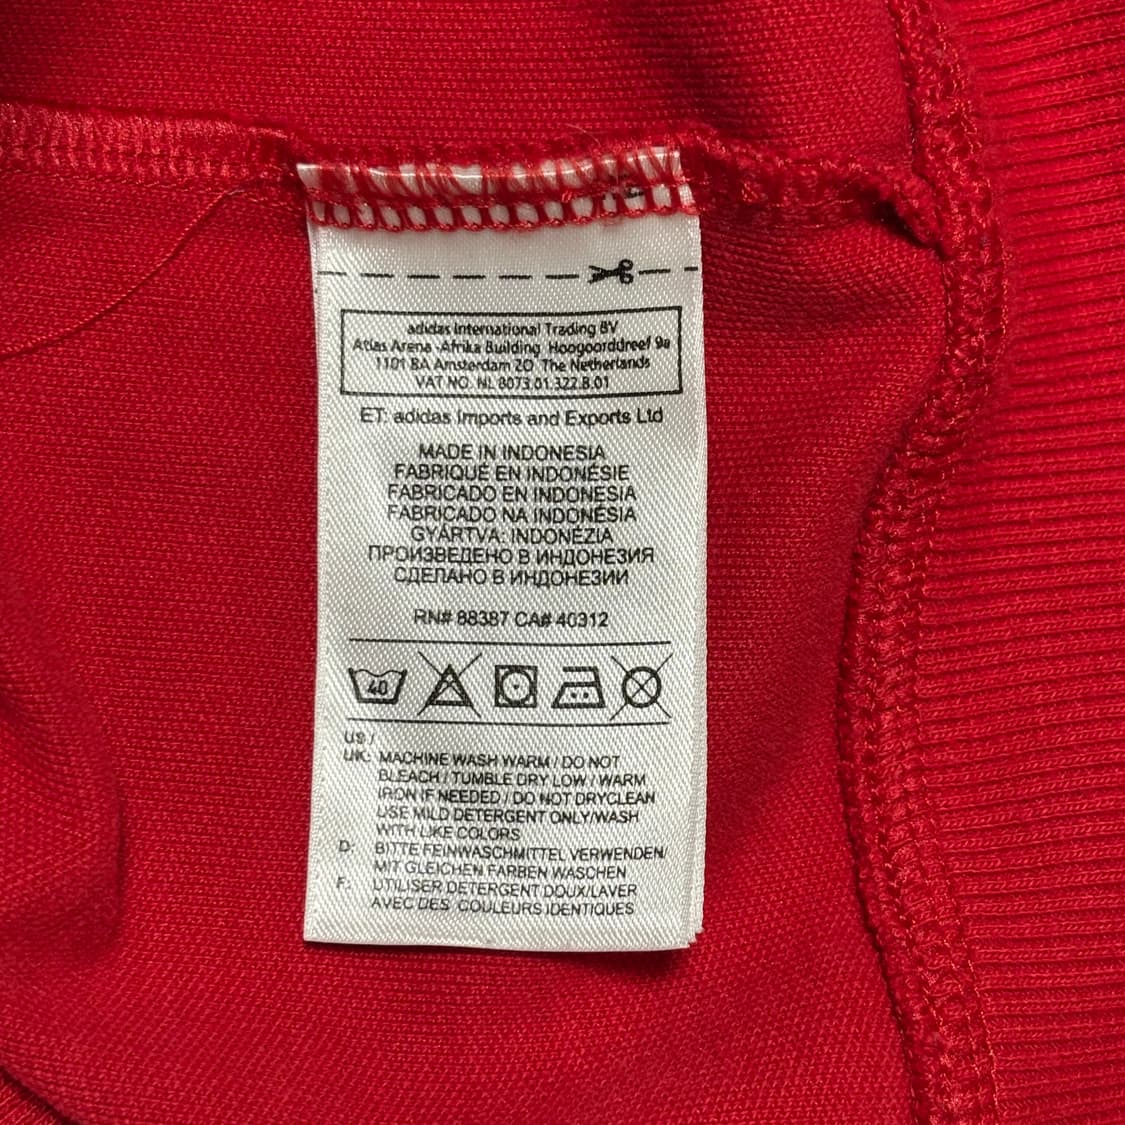 adidas International Trading BV
Atlas Arena -Afrika Building Hoogoorddreef 9a
1101 BA Amsterdam ZO The Netherlands
VAT NO. NL 8073.01.322.B.01
ET: adidas Imports and Exports Ltd
MADE IN INDONESIA
FABRIQUÉ EN INDONÉSIE
FABRICADO EN INDONESIA
FABRICADO NA INDONÉSIA
GYÁRTVA: INDONÉZIA
ПРОИЗВЕДЕНО В ИНДОНЕЗИЯ
СДЕЛАНО В ИНДОНЕЗИИ
RN# 88387 CA# 40312
40
US /
UK: MACHINE WASH WARM / DO NOT
BLEACH / TUMBLE DRY LOW / WARM
IRON IF NEEDED / DO NOT DRYCLEAN
USE MILD DETERGENT ONLY/WASH
WITH LIKE COLORS
D: BITTE FEINWASCHMITTEL VERWENDEN/
MIT GLEICHEN FARBEN WASCHEN
F: UTILISER DETERGENT DOUX/LAVER
AVEC DES COULEURS IDENTIQUES